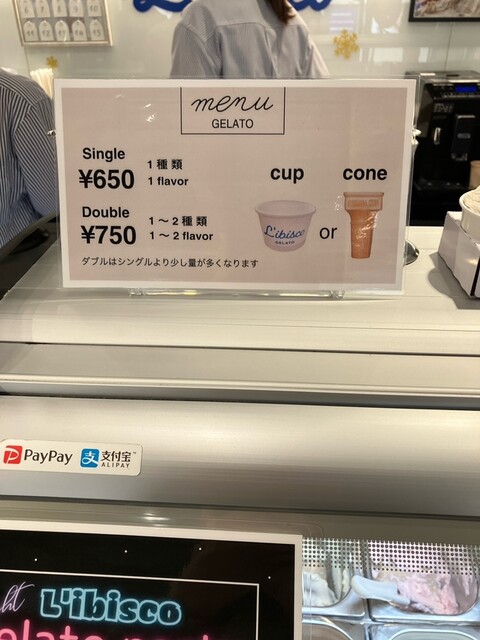 menu
GELATO
Single
¥650
1種類
1 flavor
Double
¥750
1～2種類
1～2 flavor
ダブルはシングルより少し量が多くなります
cup
cone
L'ibisco
GELATO
or
PayPay
支付宝
ALIPAY
L'ibisco